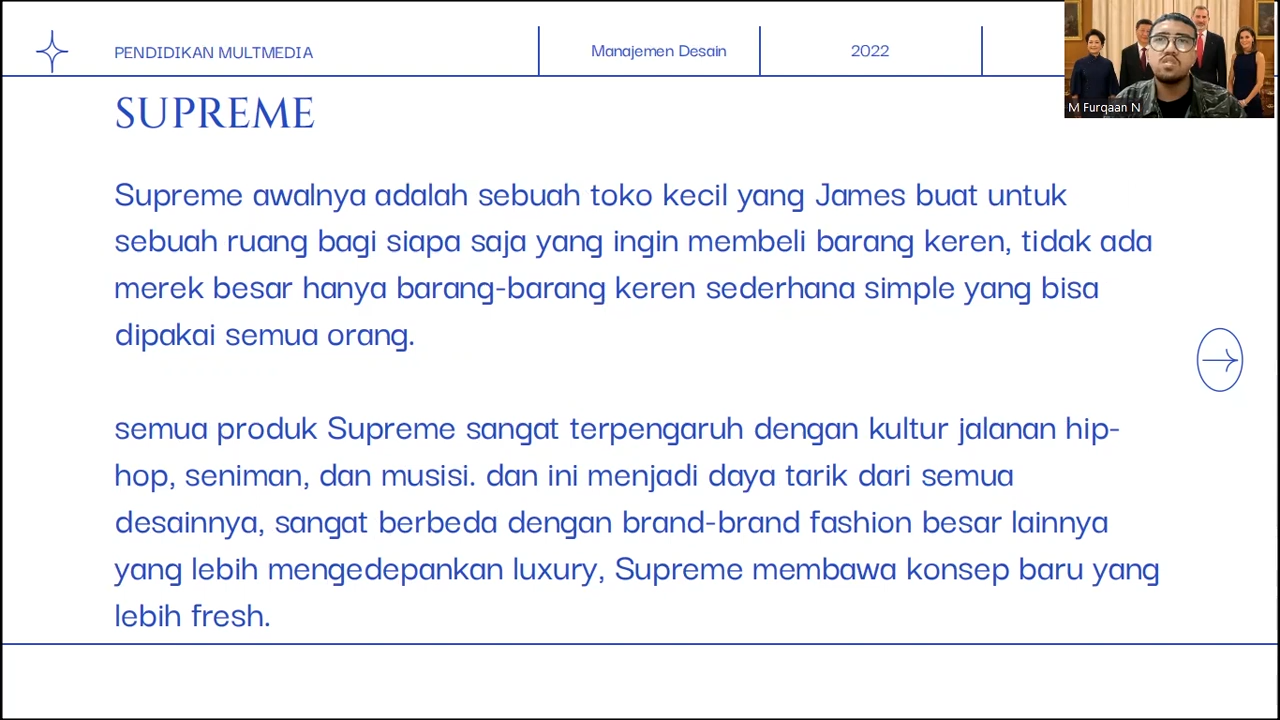 PENDIDIKAN MULTMEDIA
Manajemen Desain
2022
M Furqaan N
SUPREME
Supreme awalnya adalah sebuah toko kecil yang James buat untuk
sebuah ruang bagi siapa saja yang ingin membeli barang keren, tidak ada
merek besar hanya barang-barang keren sederhana simple yang bisa
dipakai semua orang.
semua produk Supreme sangat terpengaruh dengan kultur jalanan hip-
hop, seniman, dan musisi. dan ini menjadi daya tarik dari semua
desainnya, sangat berbeda dengan brand-brand fashion besar lainnya
yang lebih mengedepankan luxury, Supreme membawa konsep baru yang
lebih fresh.